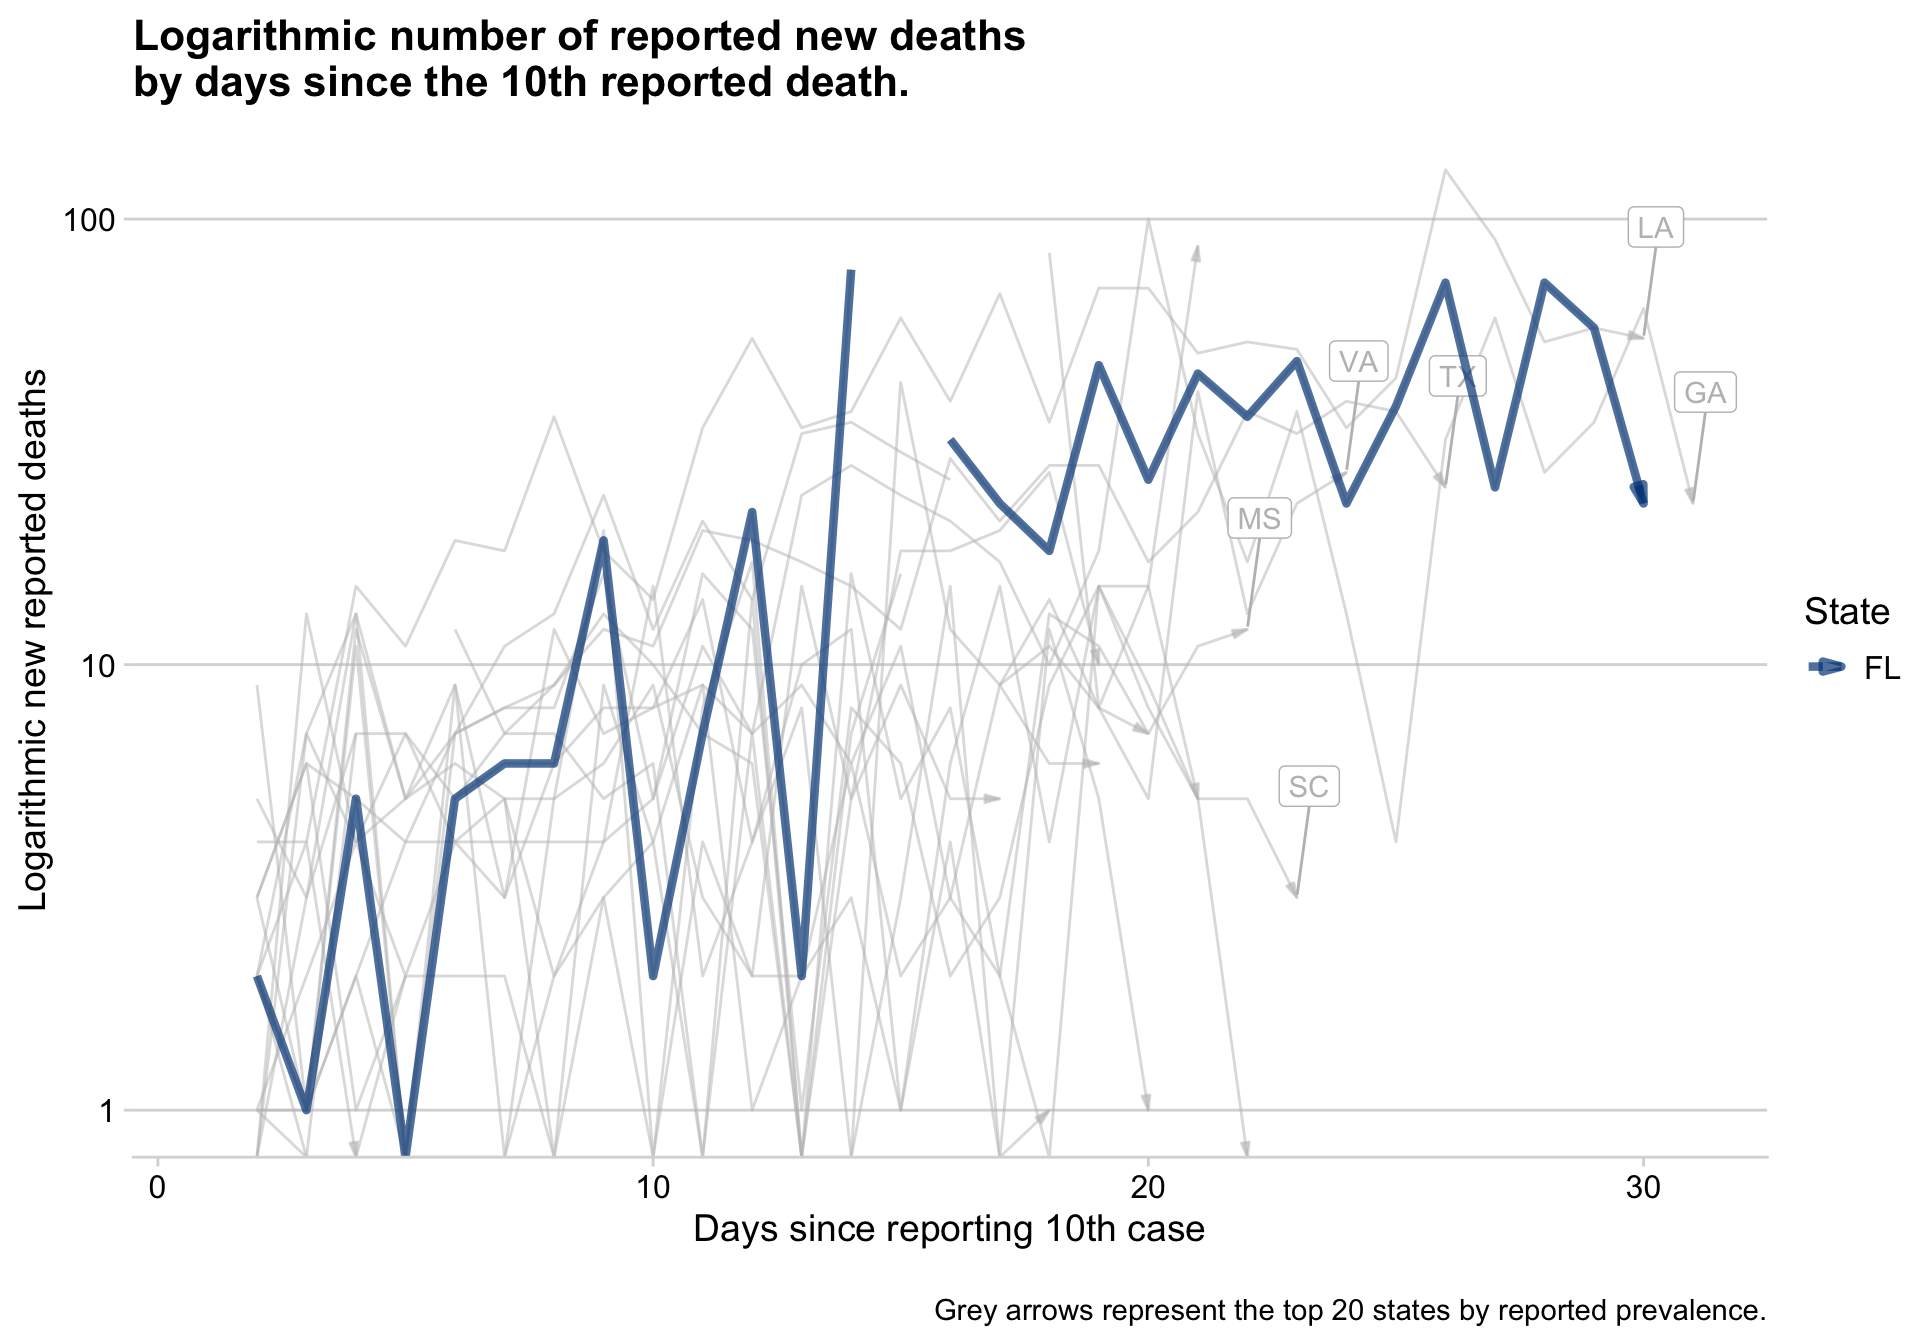 Logarithmic number of reported new deaths
by days since the 10th reported death.
Logarithmic new reported deaths
100
10
1
LA
VA
TX
GA
MS
SC
State
FL
0
10
20
30
Days since reporting 10th case
Grey arrows represent the top 20 states by reported prevalence.